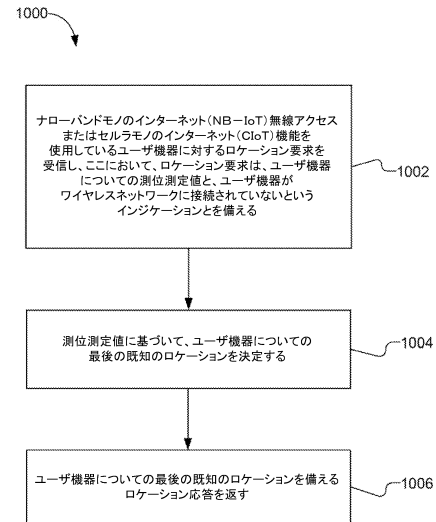 1000
ナローバンドモノのインターネット（NB－IoT）無線アクセス
またはセルラモノのインターネット（CIoT）機能を
使用しているユーザ機器に対するロケーション要求を
受信し、ここにおいて、ロケーション要求は、ユーザ機器
についての測位測定値と、ユーザ機器が
ワイヤレスネットワークに接続されていないという
インジケーションとを備える
1002
測位測定値に基づいて、ユーザ機器についての
最後の既知のロケーションを決定する
1004
ユーザ機器についての最後の既知のロケーションを備える
ロケーション応答を返す
1006